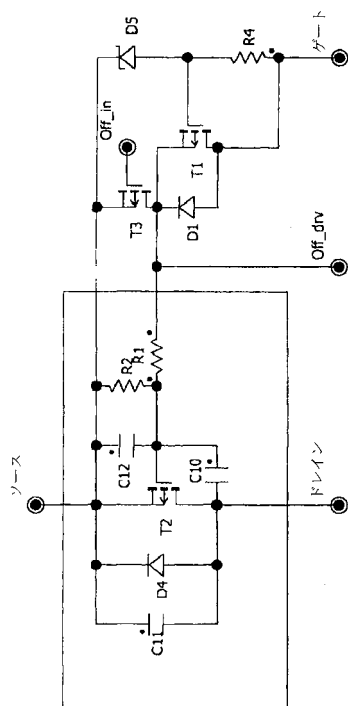 ソース
ドレイン
Off_drv
ゲート
Off_in
C11
D4
T2
C12
C10
R2
R1
T3
D1
T1
D5
R4